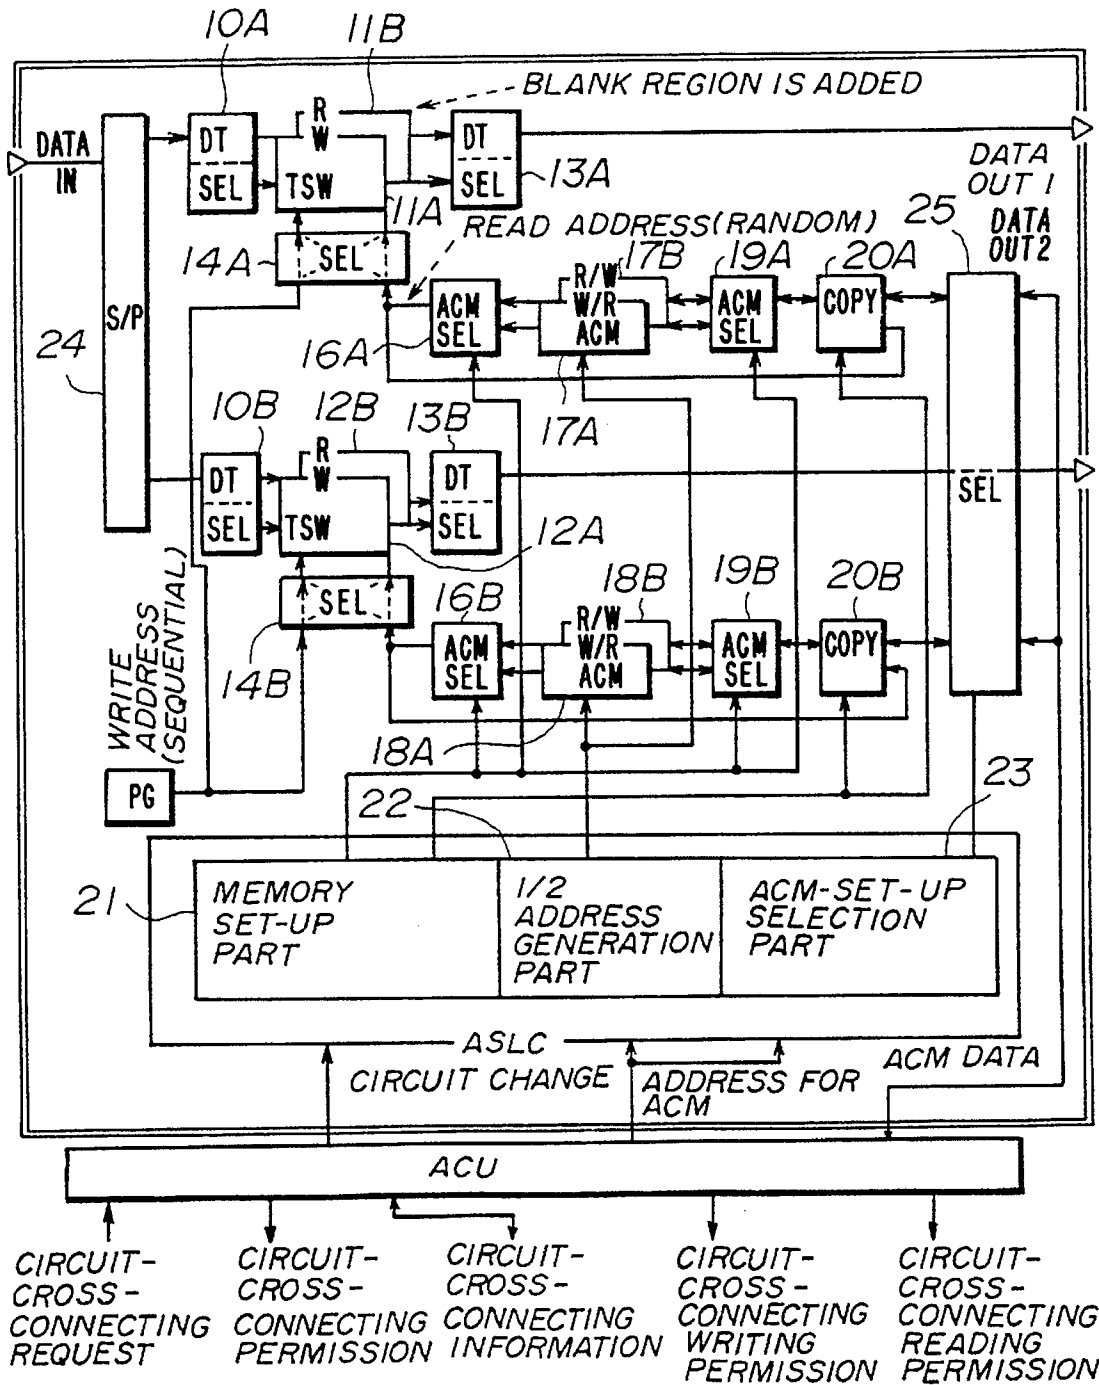 10A
11B
BLANK REGION IS ADDED
DATA
IN
DT
SEL
R
W
TSW
DT
SEL
13A
DATA
OUT 1
11A
READ ADDRESS(RANDOM)
25
DATA
OUT2
14A
SEL
S/P
24
ACM
SEL
16A
R/W
W/R
ACM
17B
17A
19A
ACM
SEL
20A
COPY
10B
12B
13B
DT
SEL
R
W
TSW
DT
SEL
SEL
12A
WRITE
ADDRESS
(SEQUENTIAL)
SEL
14B
16B
ACM
SEL
18B
R/W
W/R
ACM
18A
19B
ACM
SEL
20B
COPY
PG
22
23
21
MEMORY
SET-UP
PART
1/2
ADDRESS
GENERATION
PART
ACM-SET-UP
SELECTION
PART
ASLC
CIRCUIT CHANGE
ADDRESS FOR
ACM
ACM DATA
ACU
CIRCUIT-
CROSS-
CONNECTING
REQUEST
CIRCUIT-
CROSS-
CONNECTING
PERMISSION
CIRCUIT-
CROSS-
CONNECTING
INFORMATION
CIRCUIT-
CROSS-
CONNECTING
WRITING
PERMISSION
CIRCUIT-
CROSS-
CONNECTING
READING
PERMISSION